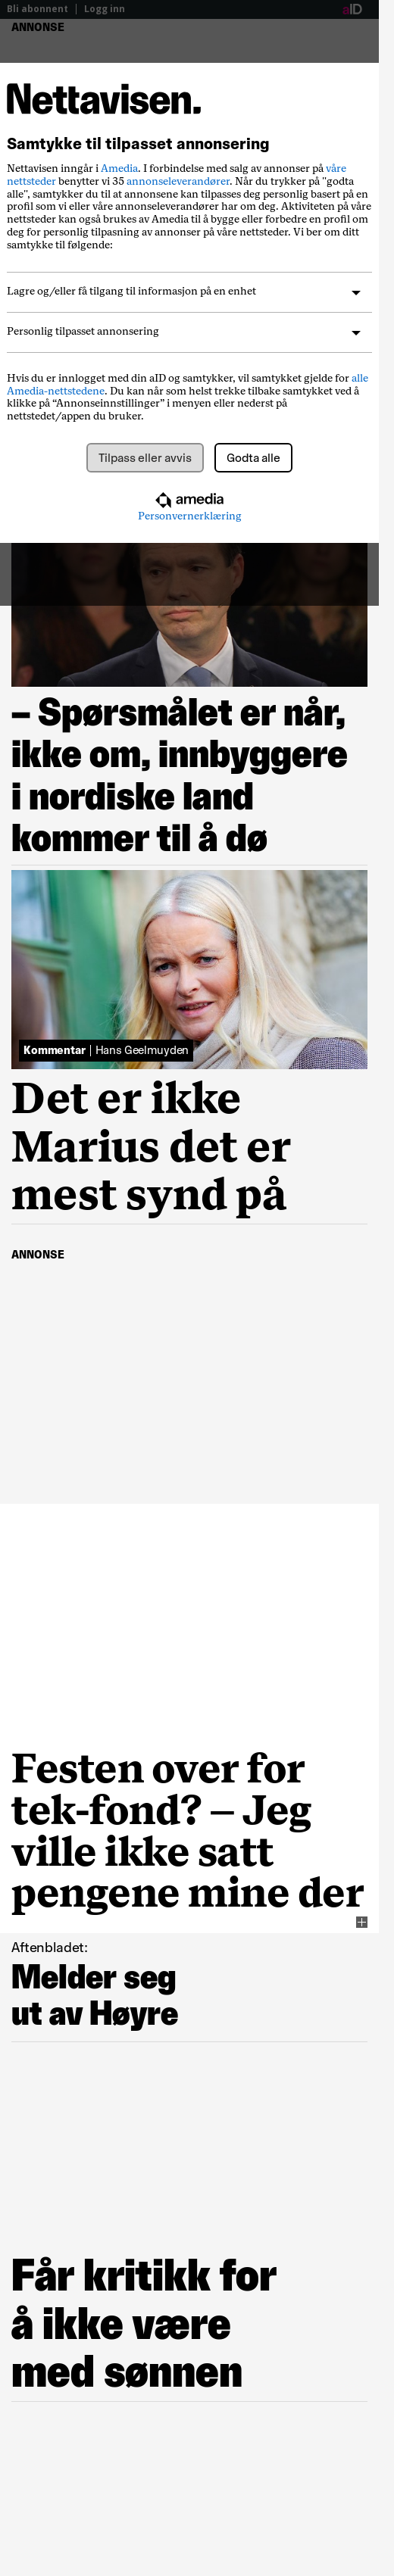 Bli abonnent | Logg inn
aID
ANNONSE
Nettavisen.
Samtykke til tilpasset annonsering
Nettavisen inngår i Amedia. I forbindelse med salg av annonser på våre
nettsteder benytter vi 35 annonseleverandører. Når du trykker på "godta
alle", samtykker du til at annonsene kan tilpasses deg personlig basert på en
profil som vi eller våre annonseleverandører har om deg. Aktiviteten på våre
nettsteder kan også brukes av Amedia til å bygge eller forbedre en profil om
deg for personlig tilpasning av annonser på våre nettsteder. Vi ber om ditt
samtykke til følgende:
Lagre og/eller få tilgang til informasjon på en enhet
Personlig tilpasset annonsering
Hvis du er innlogget med din aID og samtykker, vil samtykket gjelde for alle
Amedia-nettstedene. Du kan når som helst trekke tilbake samtykket ved å
klikke på “Annonseinnstillinger” i menyen eller nederst på
nettstedet/appen du bruker.
Tilpass eller avvis
Godta alle
amedia
Personvernerklæring
– Spørsmålet er når,
ikke om, innbyggere
i nordiske land
kommer til å dø
Kommentar | Hans Geelmuyden
Det er ikke
Marius det er
mest synd på
ANNONSE
Festen over for
tek-fond? – Jeg
ville ikke satt
pengene mine der
Aftenbladet:
Melder seg
ut av Høyre
Får kritikk for
å ikke være
med sønnen